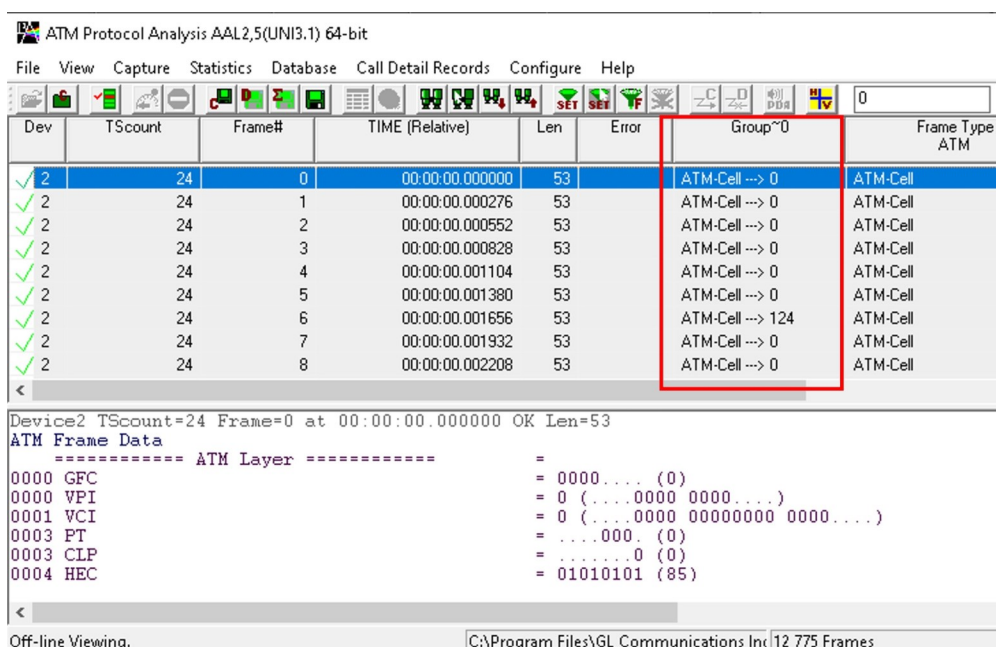 ATM Protocol Analysis AAL2,5(UNI3.1) 64-bit
File View Capture Statistics Database Call Detail Records Configure Help
SET SET TF PDA H V 0
Dev TScount Frame# TIME (Relative) Len Error Group~0 Frame Type
ATM
2 24 0 00:00:00.000000 53 ATM-Cell ---> 0 ATM-Cell
2 24 1 00:00:00.000276 53 ATM-Cell ---> 0 ATM-Cell
2 24 2 00:00:00.000552 53 ATM-Cell ---> 0 ATM-Cell
2 24 3 00:00:00.000828 53 ATM-Cell ---> 0 ATM-Cell
2 24 4 00:00:00.001104 53 ATM-Cell ---> 0 ATM-Cell
2 24 5 00:00:00.001380 53 ATM-Cell ---> 0 ATM-Cell
2 24 6 00:00:00.001656 53 ATM-Cell ---> 124 ATM-Cell
2 24 7 00:00:00.001932 53 ATM-Cell ---> 0 ATM-Cell
2 24 8 00:00:00.002208 53 ATM-Cell ---> 0 ATM-Cell
Device2 TScount=24 Frame=0 at 00:00:00.000000 OK Len=53
ATM Frame Data
============ ATM Layer ============ =
0000 GFC = 0000.... (0)
0000 VPI = 0 (....0000 0000....)
0001 VCI = 0 (....0000 00000000 0000....)
0003 PT = ....000. (0)
0003 CLP = .......0 (0)
0004 HEC = 01010101 (85)
Off-line Viewing. C:\Program Files\GL Communications Inc 12 775 Frames